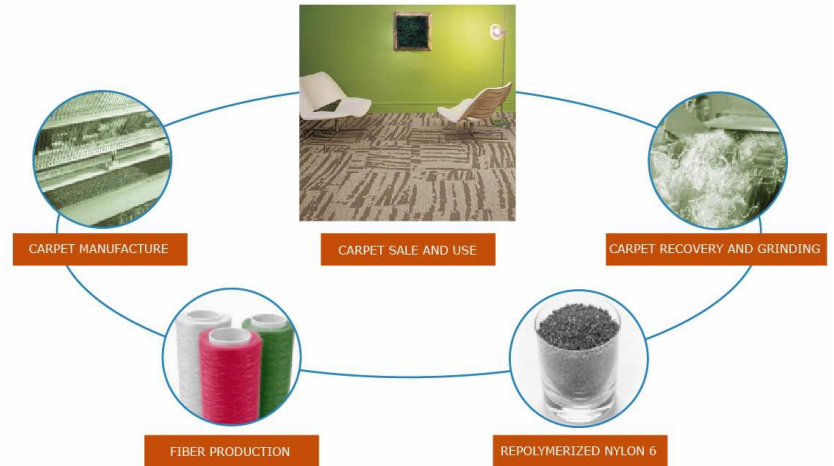 CARPET MANUFACTURE
CARPET SALE AND USE
CARPET RECOVERY AND GRINDING
FIBER PRODUCTION
REPOLYMERIZED NYLON 6